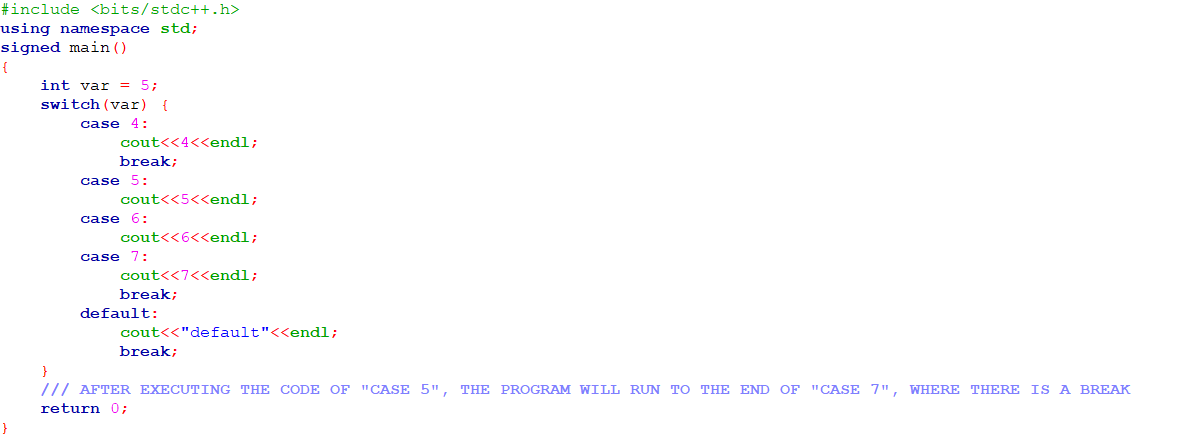 #include <bits/stdc++.h>
using namespace std;
signed main()
{
    int var = 5;
    switch(var) {
        case 4:
            cout<<4<<endl;
            break;
        case 5:
            cout<<5<<endl;
        case 6:
            cout<<6<<endl;
        case 7:
            cout<<7<<endl;
            break;
        default:
            cout<<"default"<<endl;
            break;
    }
    /// AFTER EXECUTING THE CODE OF "CASE 5", THE PROGRAM WILL RUN TO THE END OF "CASE 7", WHERE THERE IS A BREAK
    return 0;
}